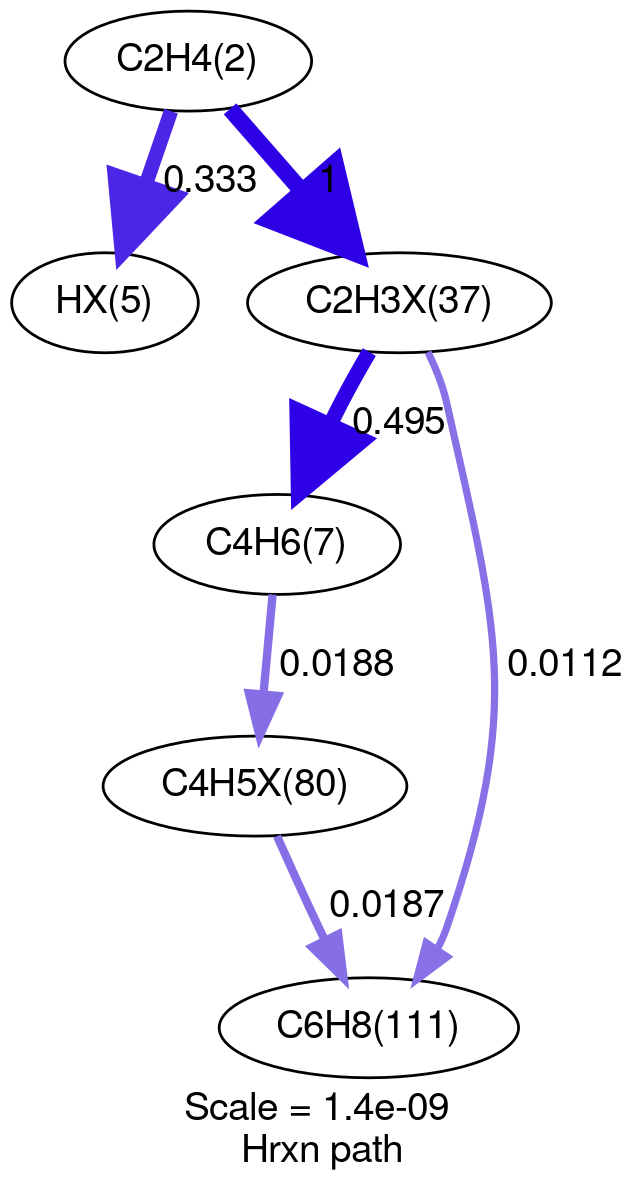 C2H4(2)
0.333
1
HX(5)
C2H3X(37)
0.495
C4H6(7)
0.0188
0.0112
C4H5X(80)
0.0187
C6H8(111)
Scale = 1.4e-09
Hrxn path